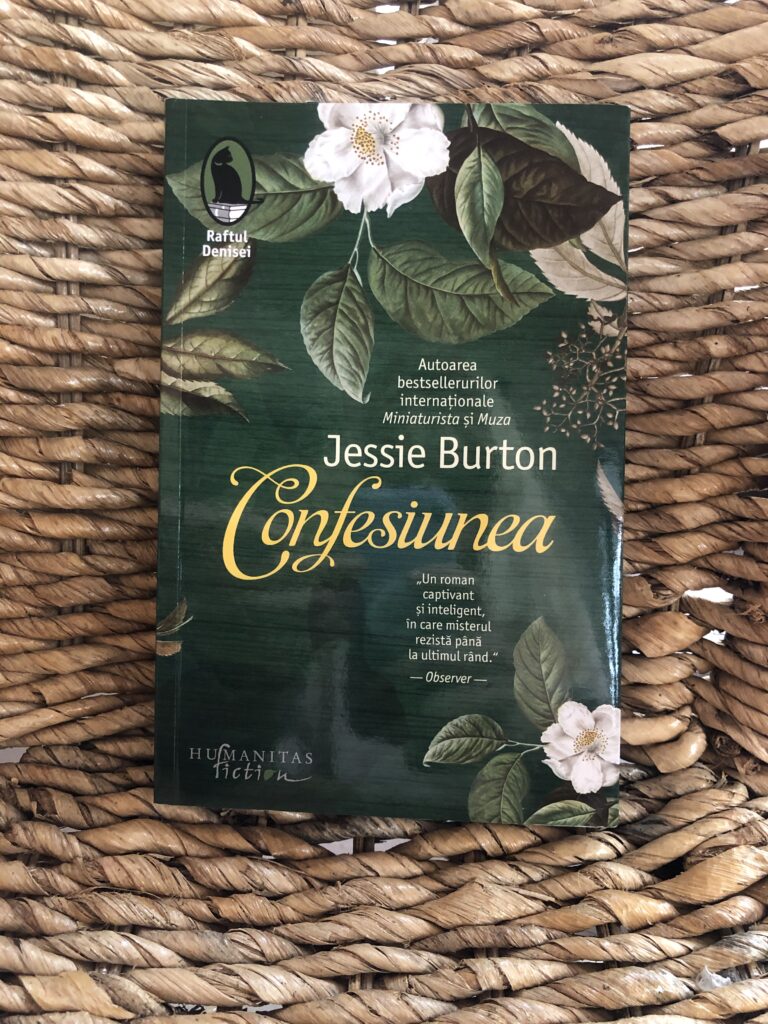 Raftul
Denisei
Autoarea
bestsellerurilor
internaționale
Miniaturista și Muza
Jessie Burton
Confesiunea
„Un roman
captivant
și inteligent,
în care misterul
rezistă până
la ultimul rând.“
— Observer —
HUMANITAS
fiction